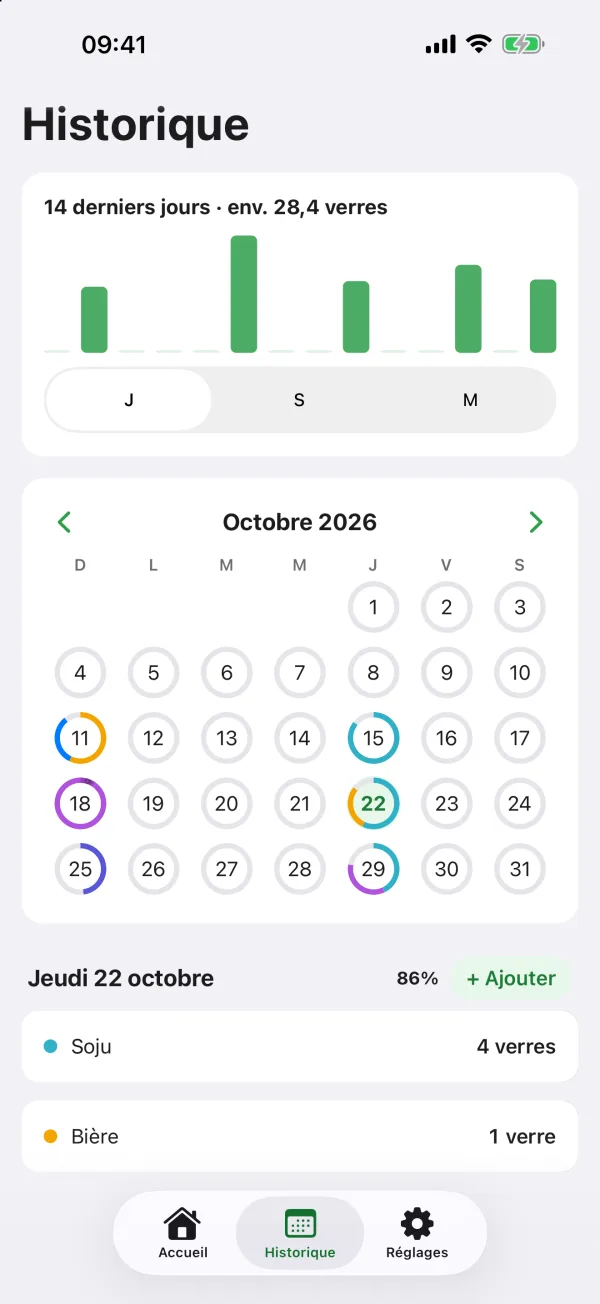 09:41
Historique
14 derniers jours · env. 28,4 verres
J S M
Octobre 2026
D L M M J V S
1 2 3
4 5 6 7 8 9 10
11 12 13 14 15 16 17
18 19 20 21 22 23 24
25 26 27 28 29 30 31
Jeudi 22 octobre 86% + Ajouter
Soju 4 verres
Bière 1 verre
Accueil Historique Réglages